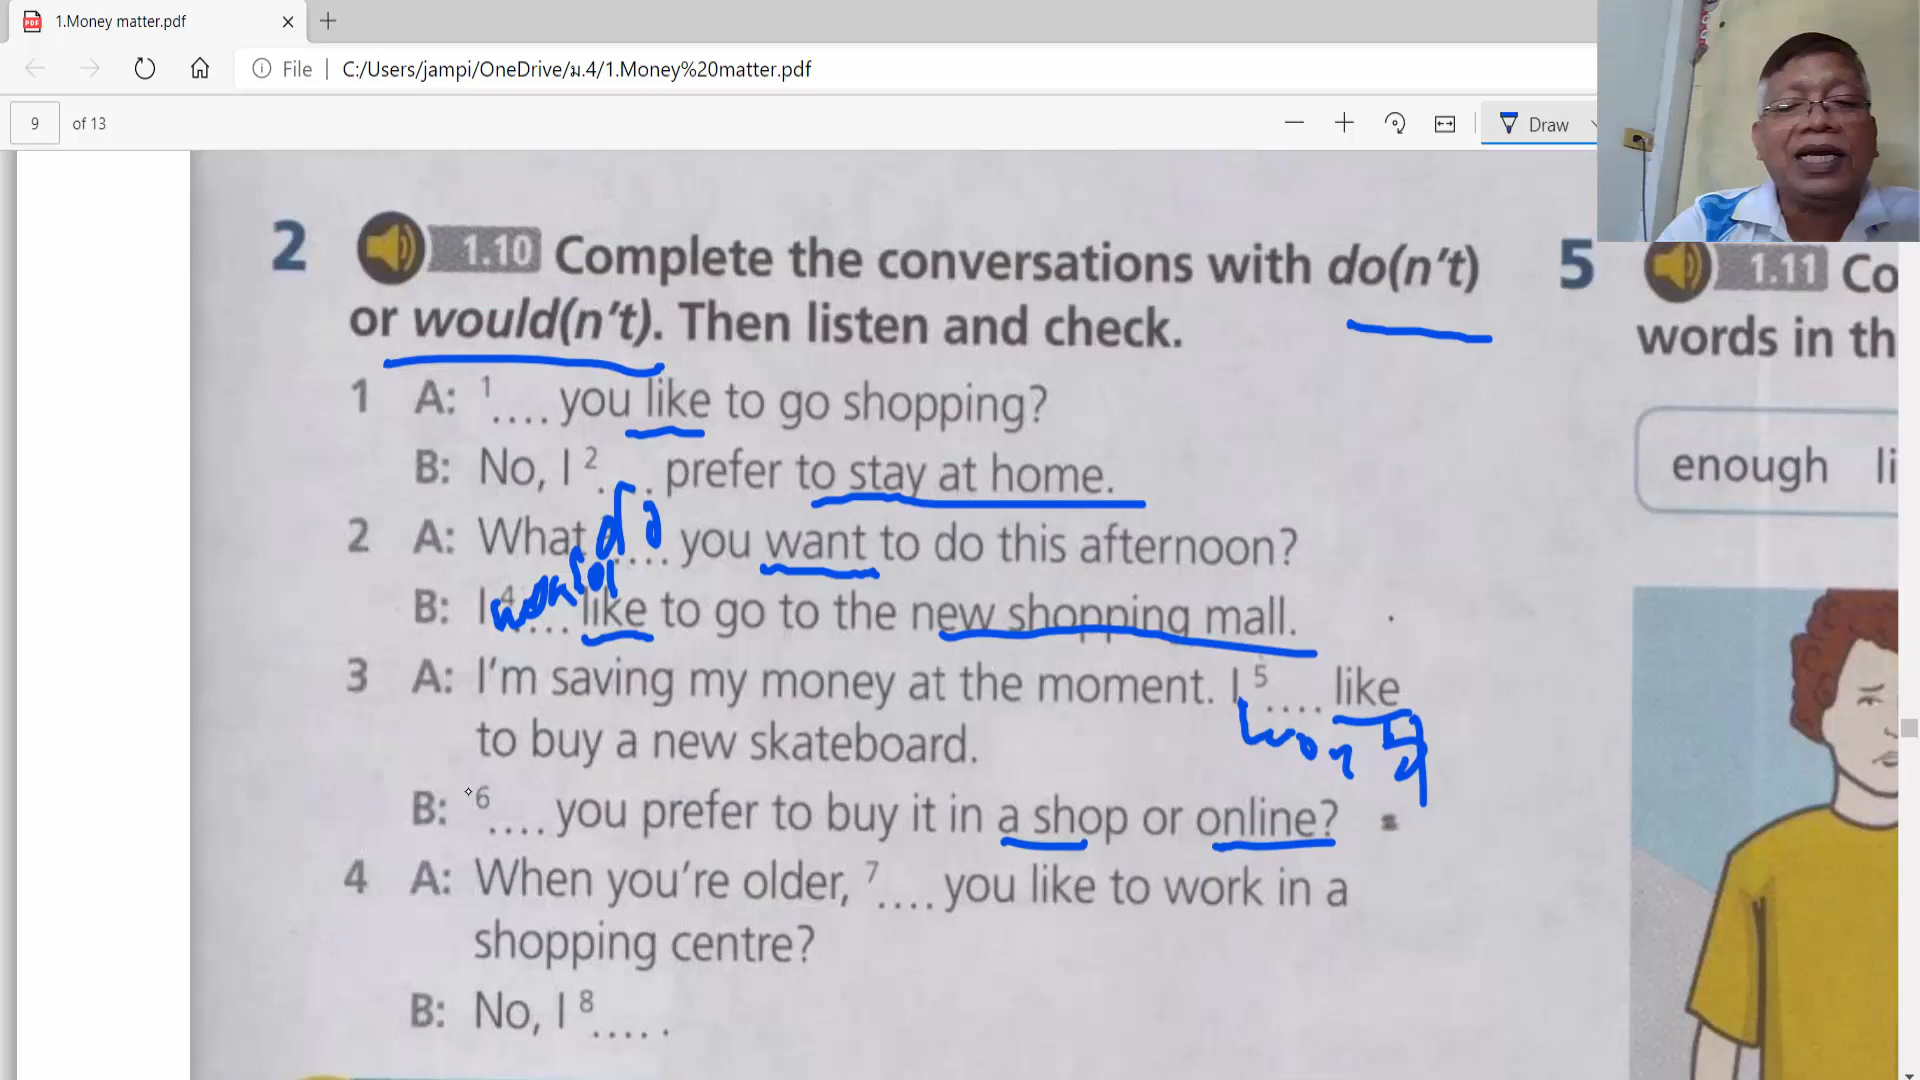 1.Money matter.pdf
File
C:/Users/jampi/OneDrive/ม.4/1.Money%20matter.pdf
9 of 13
Draw
2 1.10 Complete the conversations with do(n't)
or would(n't). Then listen and check.
1 A: 1.... you like to go shopping?
B: No, I 2.... prefer to stay at home.
2 A: What do .... you want to do this afternoon?
B: I 4 would .... like to go to the new shopping mall.
3 A: I'm saving my money at the moment. I 5.... like
to buy a new skateboard.
B: 6.... you prefer to buy it in a shop or online?
4 A: When you're older, 7.... you like to work in a
shopping centre?
B: No, I 8.....
5 1.11 Co
words in th
enough li